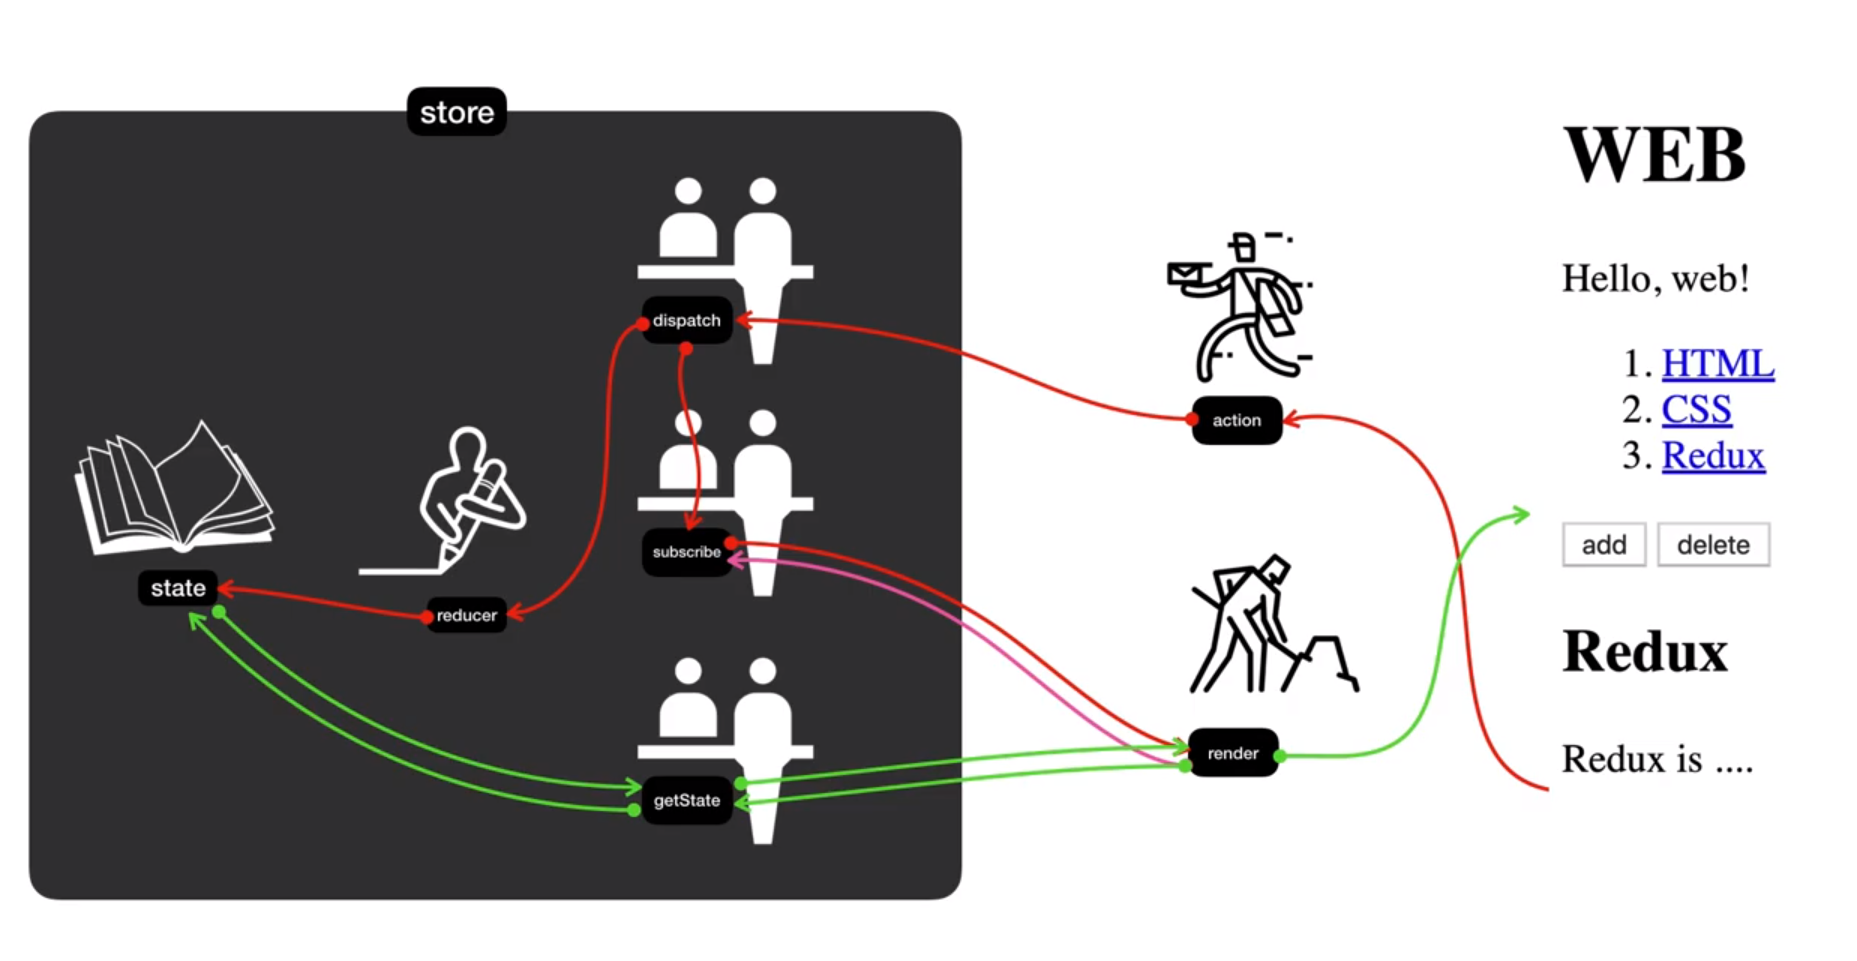 store
dispatch
subscribe
state
reducer
getState
action
render
WEB
Hello, web!
1. HTML
2. CSS
3. Redux
add delete
Redux
Redux is ....